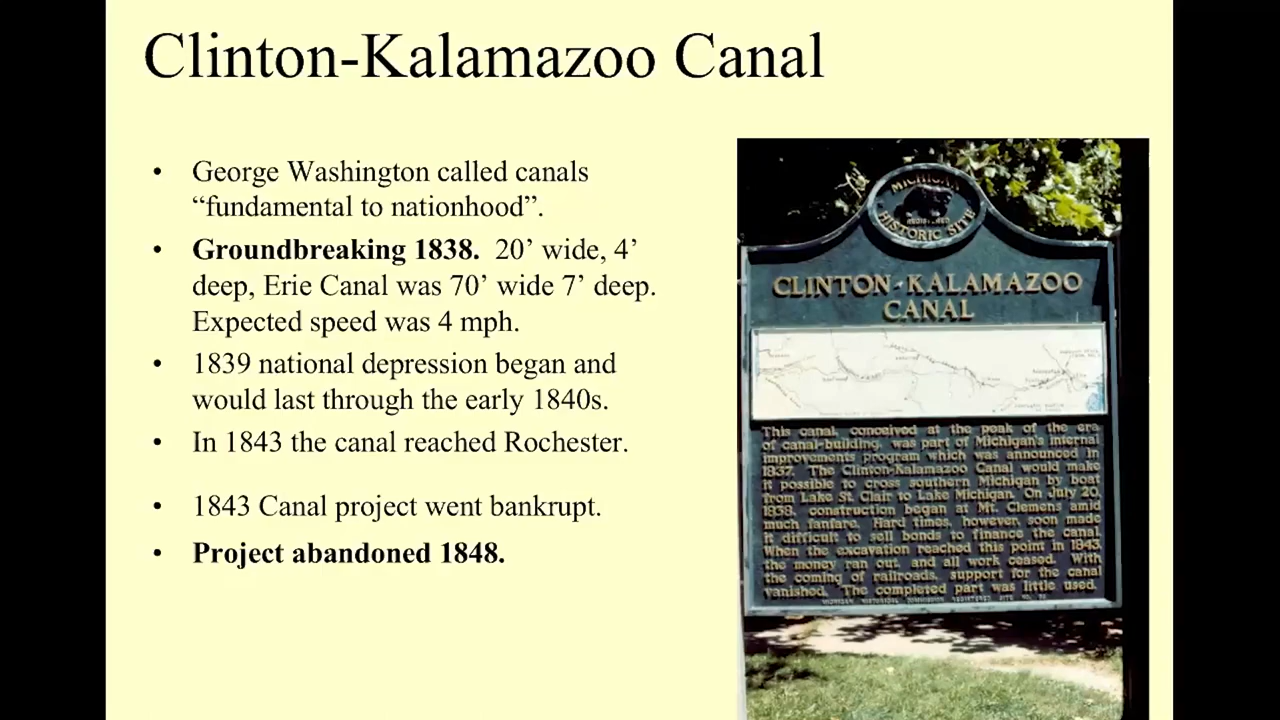 Clinton-Kalamazoo Canal
• George Washington called canals
“fundamental to nationhood”.
• Groundbreaking 1838. 20’ wide, 4’
deep, Erie Canal was 70’ wide 7’ deep.
Expected speed was 4 mph.
• 1839 national depression began and
would last through the early 1840s.
• In 1843 the canal reached Rochester.
• 1843 Canal project went bankrupt.
• Project abandoned 1848.
MICHIGAN
REGISTERED
HISTORIC SITE
CLINTON-KALAMAZOO
CANAL
This canal, conceived at the peak of the era
of canal-building, was part of Michigan's internal
improvements program which was announced in
1837. The Clinton-Kalamazoo Canal would make
it possible to cross southern Michigan by boat
from Lake St. Clair to Lake Michigan. On July 20,
1838, construction began at Mt. Clemens amid
much fanfare. Hard times, however, soon made
it difficult to sell bonds to finance the canal.
When the excavation reached this point in 1843,
the money ran out, and all work ceased. With
the coming of railroads, support for the canal
vanished. The completed part was little used.
MICHIGAN HISTORICAL COMMISSION REGISTERED SITE NO.